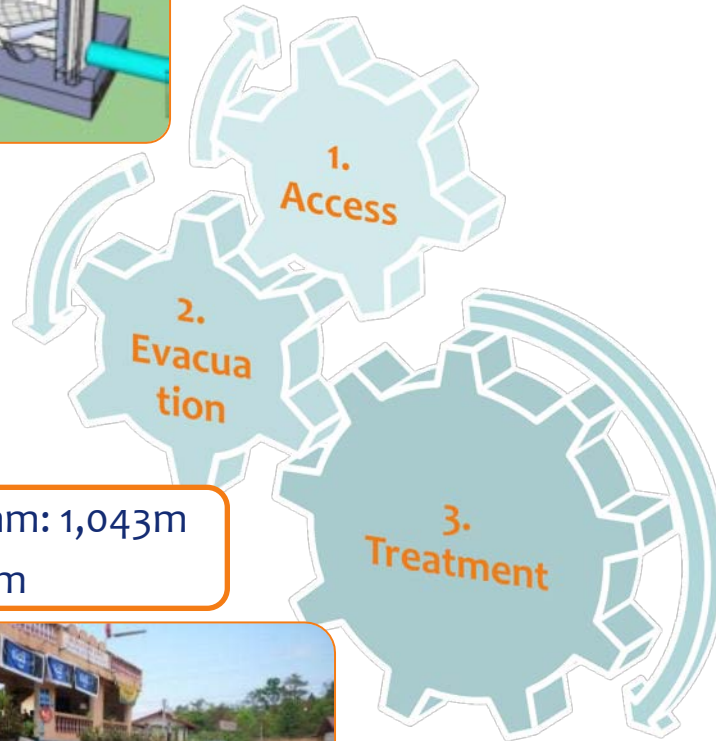 1.
Access
2.
Evacua
tion
m: 1,043m
m
3.
Treatment